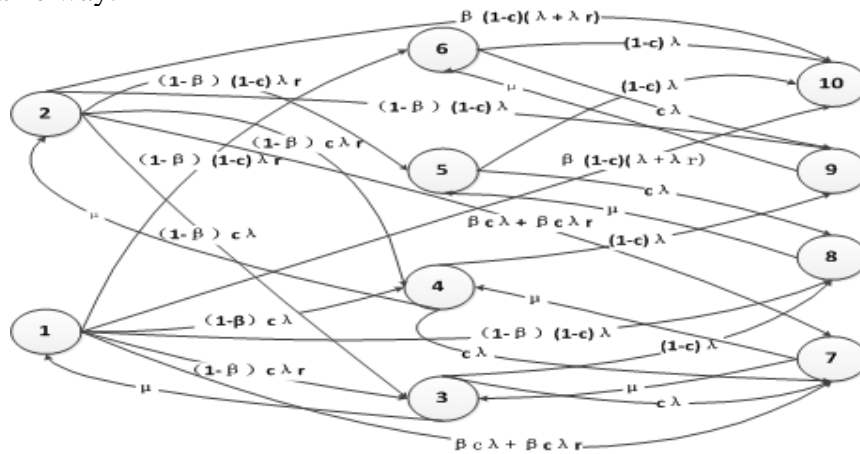 β (1-c)( λ + λ r)
6
(1-c) λ
10
2
(1- β ) (1-c) λ r
(1-c) λ
μ
(1- β ) (1-c) λ
c λ
(1- β ) c λ r
(1- β ) (1-c) λ r
β (1-c)( λ + λ r)
5
9
c λ
μ
μ
β c λ + β c λ r
(1- β ) c λ
(1-c) λ
8
4
μ
1
(1-β) c λ
(1- β ) (1-c) λ
(1-c) λ
c λ
7
(1- β ) c λ r
μ
μ
3
c λ
β c λ + β c λ r